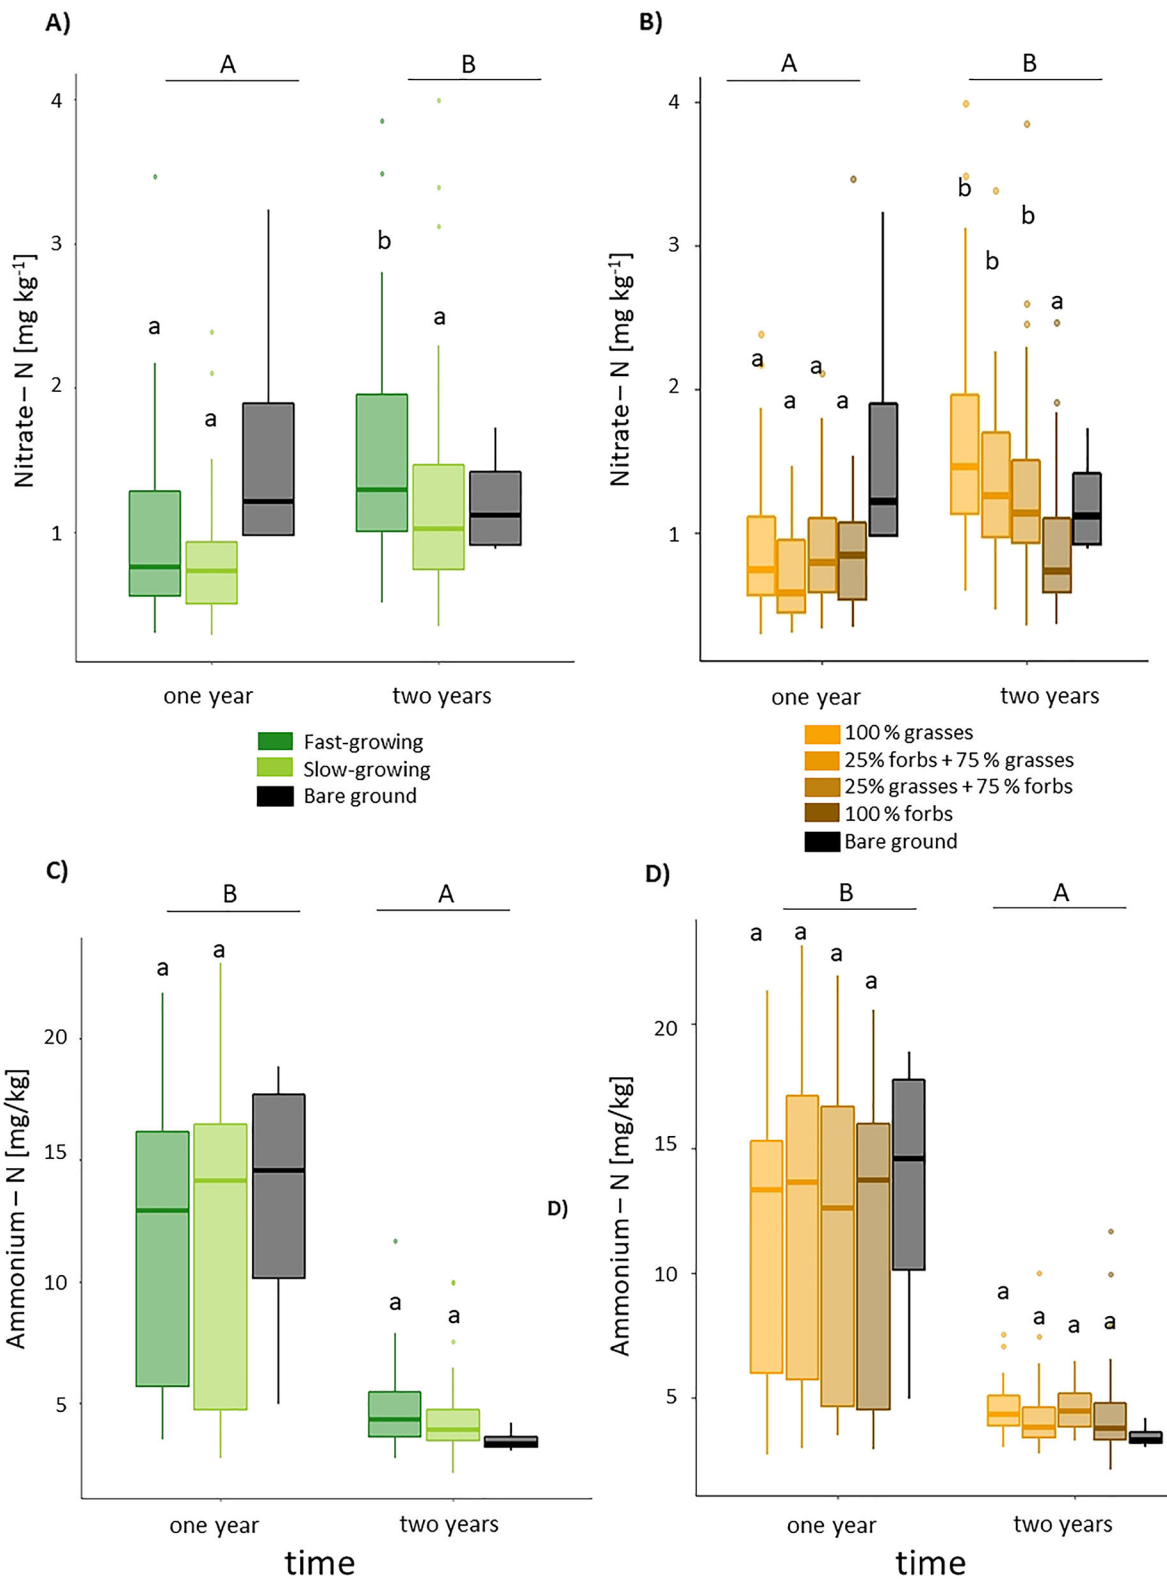 A)
B)
A
B
A
B
4
3
2
1
Nitrate – N [mg kg-1]
a
a
b
a
4
3
2
1
Nitrate – N [mg kg-1]
a
a
a
a
b
b
b
a
one year
two years
one year
two years
Fast-growing
Slow-growing
Bare ground
100 % grasses
25% forbs + 75 % grasses
25% grasses + 75 % forbs
100 % forbs
Bare ground
C)
D)
B
A
B
A
20
15
10
5
Ammonium – N [mg/kg]
a
a
a
a
D)
20
15
10
5
Ammonium – N [mg/kg]
a
a
a
a
a
a
a
a
one year
two years
one year
two years
time
time